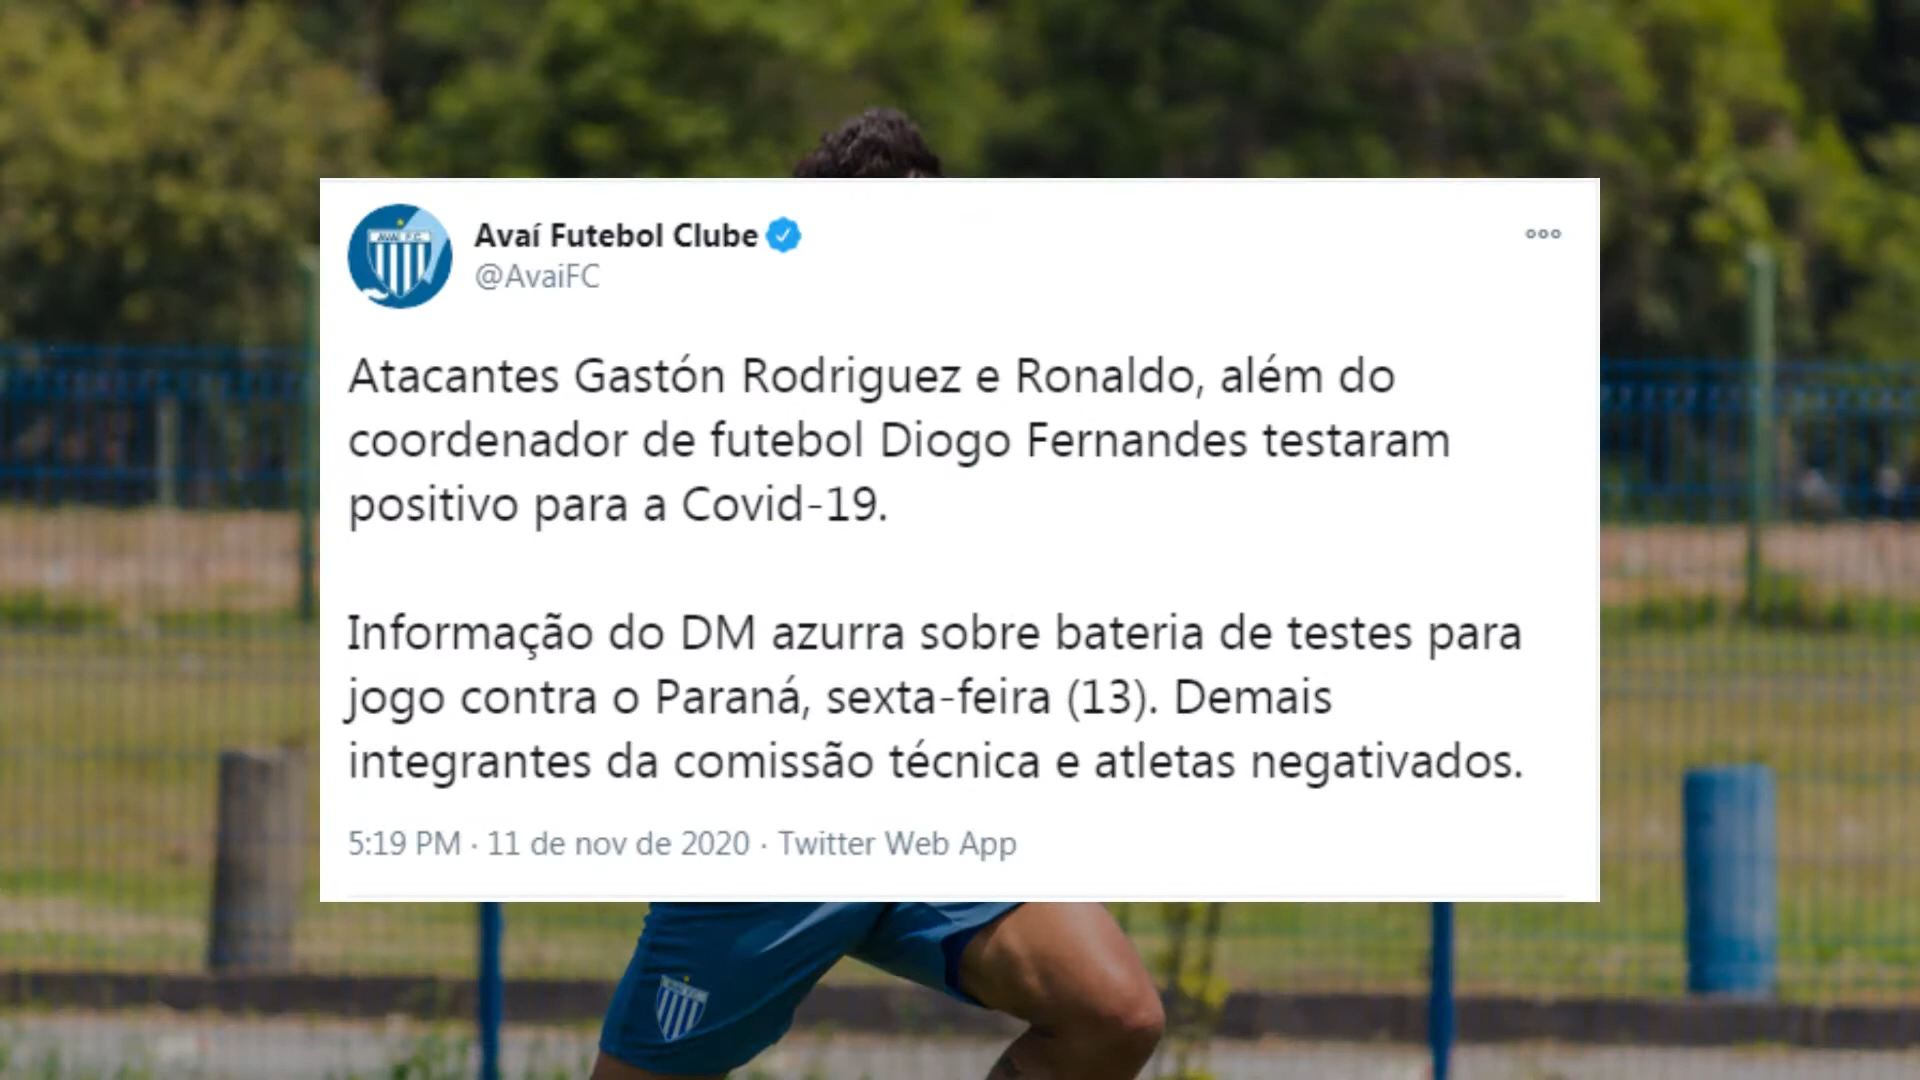 Avaí Futebol Clube
@AvaiFC
Atacantes Gastón Rodriguez e Ronaldo, além do
coordenador de futebol Diogo Fernandes testaram
positivo para a Covid-19.
Informação do DM azurra sobre bateria de testes para
jogo contra o Paraná, sexta-feira (13). Demais
integrantes da comissão técnica e atletas negativados.
5:19 PM · 11 de nov de 2020 · Twitter Web App